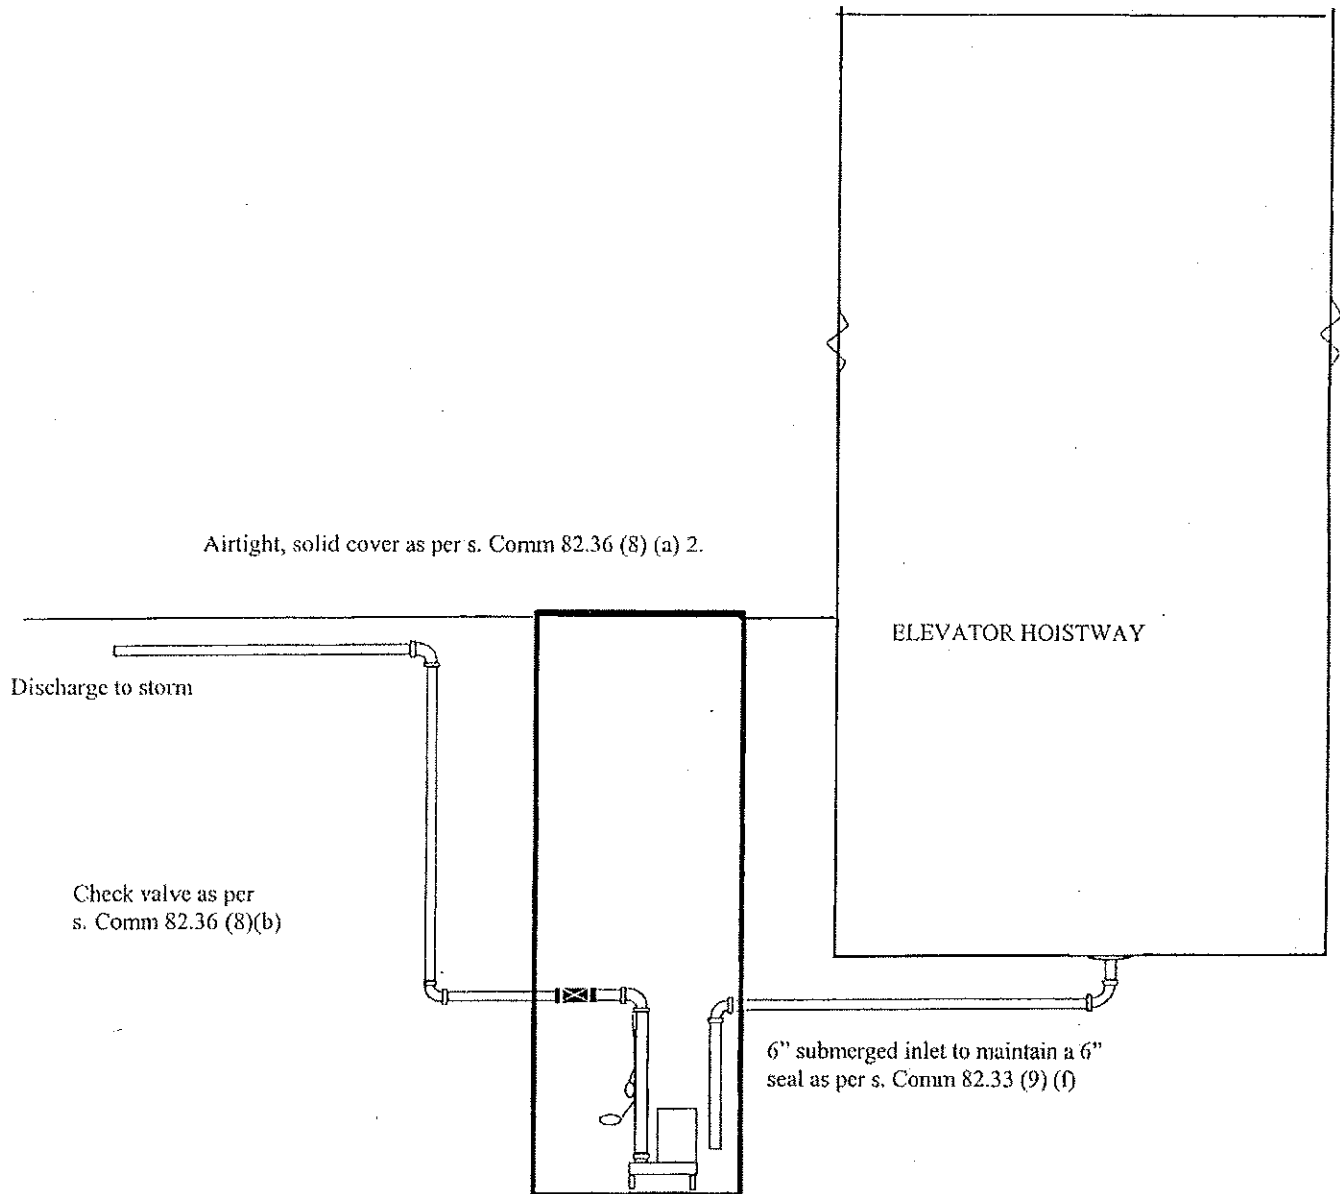 Airtight, solid cover as per s. Comm 82.36 (8) (a) 2.
ELEVATOR HOISTWAY
Discharge to storm
Check valve as per
s. Comm 82.36 (8)(b)
6" submerged inlet to maintain a 6"
seal as per s. Comm 82.33 (9) (f)